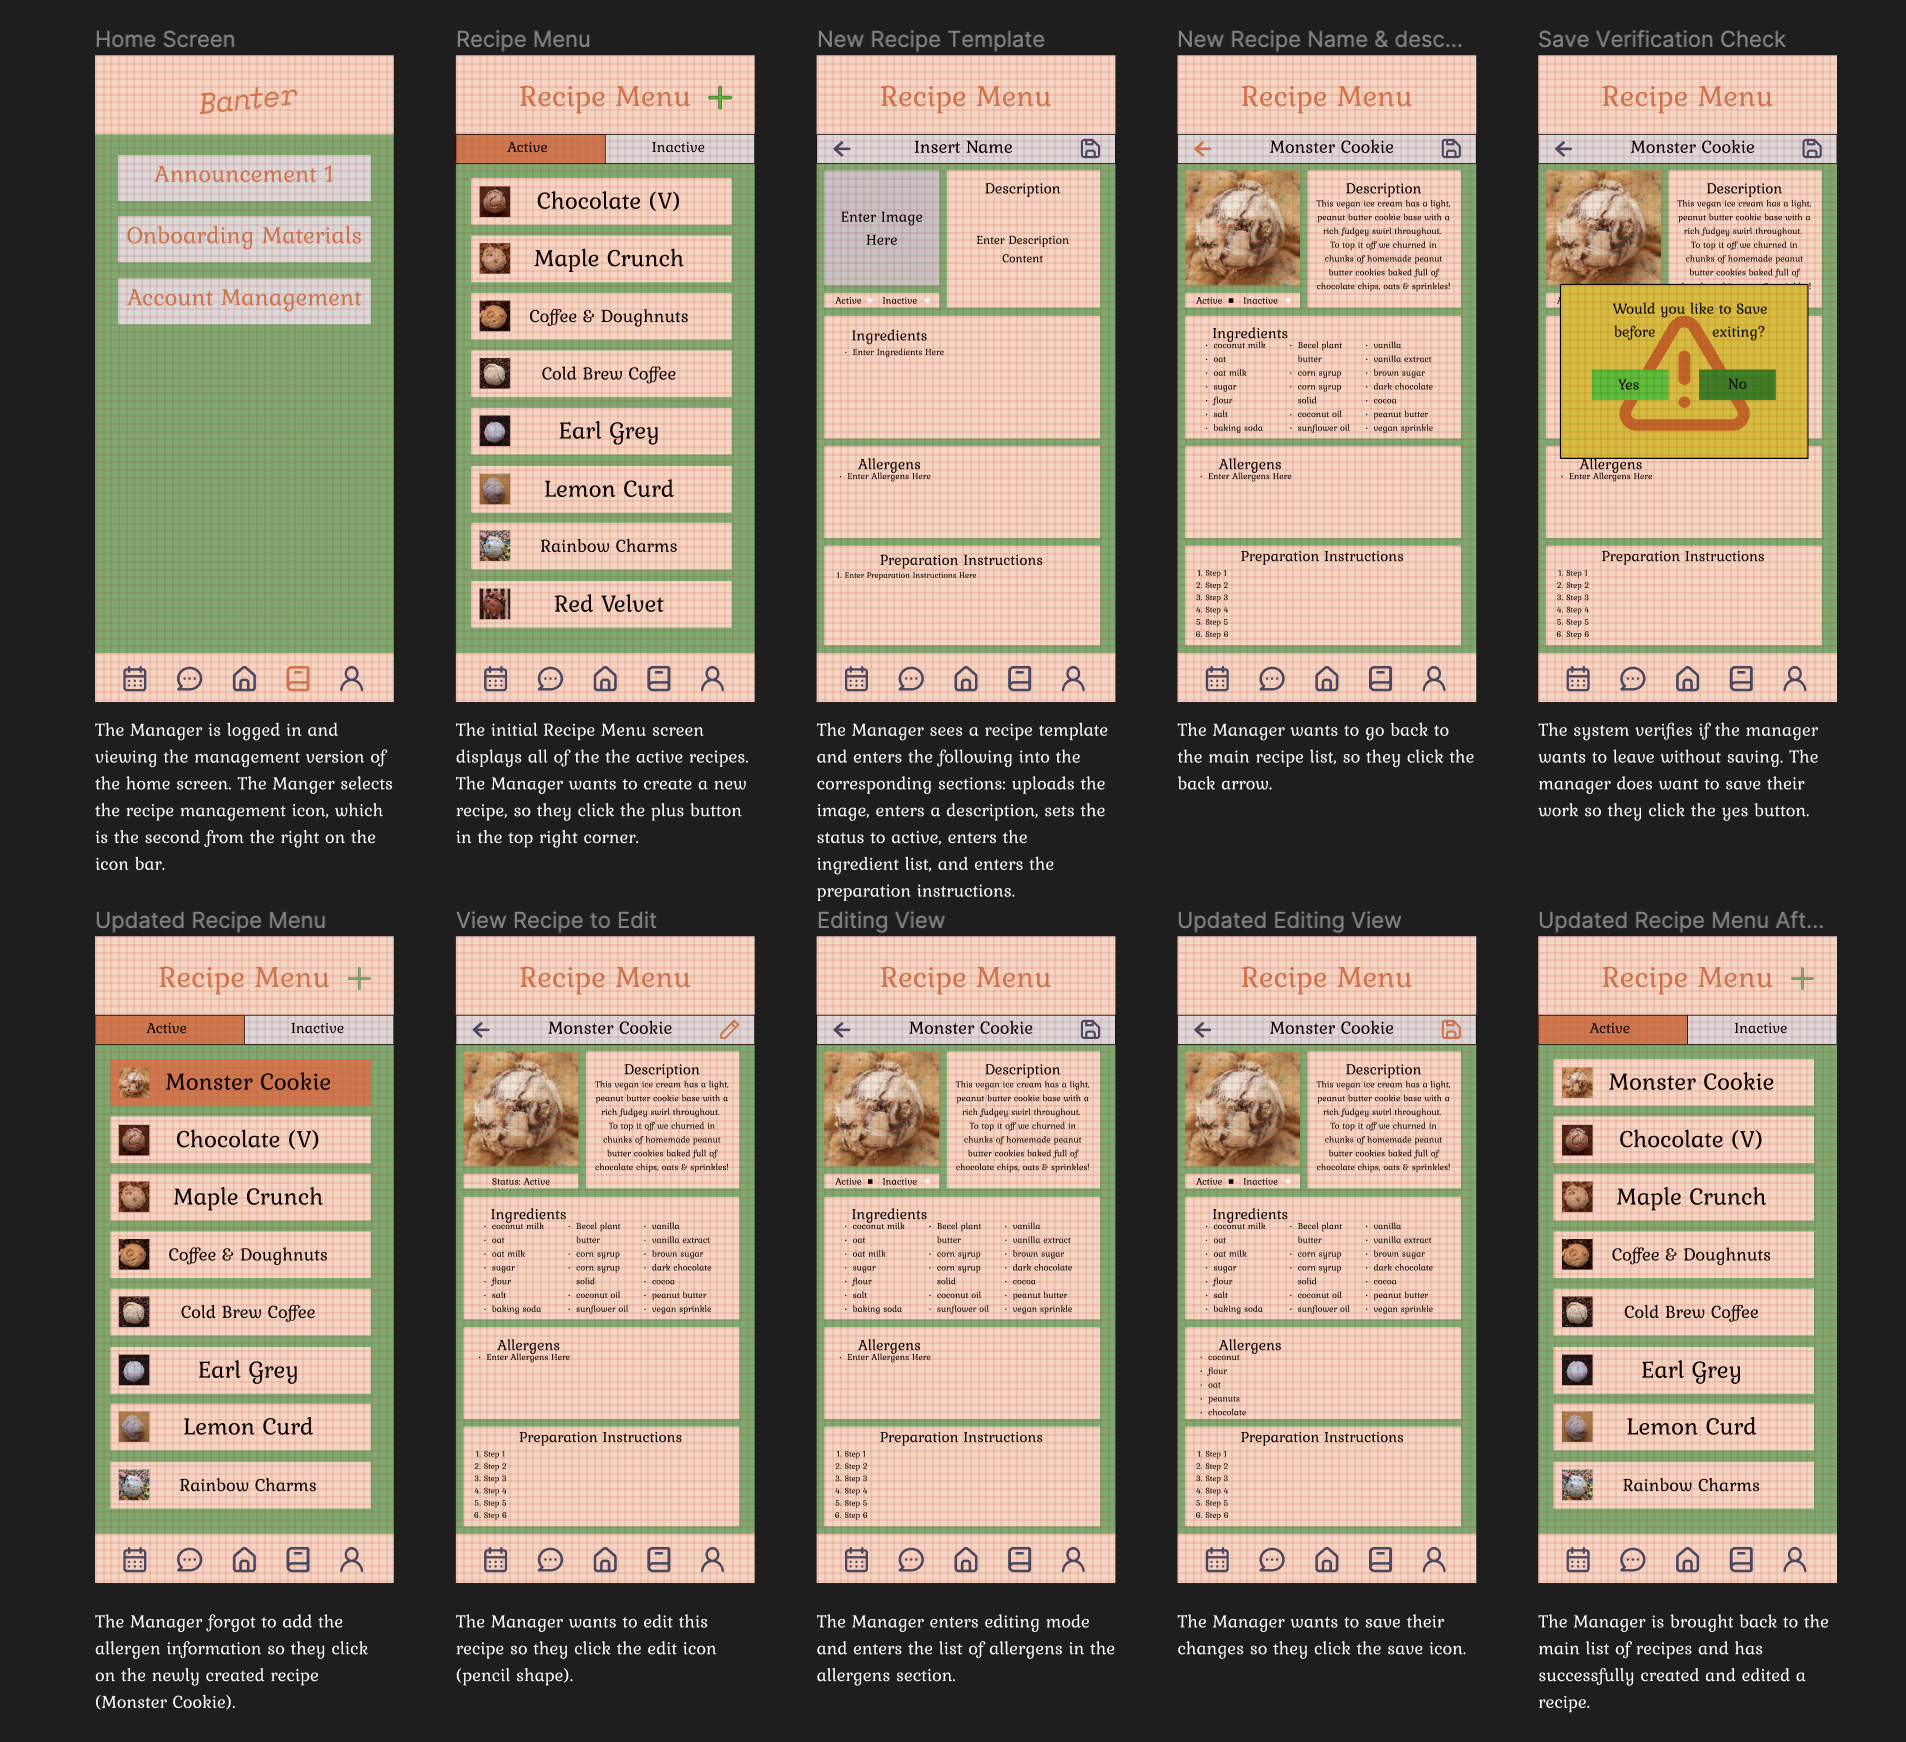 Home Screen
Banter
Announcement 1
Onboarding Materials
Account Management
The Manager is logged in and
viewing the management version of
the home screen. The Manger selects
the recipe management icon, which
is the second from the right on the
icon bar.
Recipe Menu
Recipe Menu
Active
Inactive
Chocolate (V)
Maple Crunch
Coffee & Doughnuts
Cold Brew Coffee
Earl Grey
Lemon Curd
Rainbow Charms
Red Velvet
The initial Recipe Menu screen
displays all of the the active recipes.
The Manager wants to create a new
recipe, so they click the plus button
in the top right corner.
New Recipe Template
Recipe Menu
Insert Name
Enter Image
Here
Description
Enter Description
Content
Active
Inactive
Ingredients
• Enter Ingredients Here
Allergens
• Enter Allergens Here
Preparation Instructions
1. Enter Preparation Instructions Here
The Manager sees a recipe template
and enters the following into the
corresponding sections: uploads the
image, enters a description, sets the
status to active, enters the
ingredient list, and enters the
preparation instructions.
New Recipe Name & desc...
Recipe Menu
Monster Cookie
Description
This vegan ice cream has a light,
peanut butter cookie base with a
rich fudgey swirl throughout.
To top it off we churned in
chunks of homemade peanut
butter cookies baked full of
chocolate chips, oats & sprinkles!
Active
Inactive
Ingredients
• coconut milk
• oat
• oat milk
• sugar
• flour
• salt
• baking soda
• Becel plant
butter
• corn syrup
• corn syrup
solid
• coconut oil
• sunflower oil
• vanilla
• vanilla extract
• brown sugar
• dark chocolate
• cocoa
• peanut butter
• vegan sprinkle
Allergens
• Enter Allergens Here
Preparation Instructions
1. Step 1
2. Step 2
3. Step 3
4. Step 4
5. Step 5
6. Step 6
The Manager wants to go back to
the main recipe list, so they click the
back arrow.
Save Verification Check
Recipe Menu
Monster Cookie
Description
This vegan ice cream has a light,
peanut butter cookie base with a
rich fudgey swirl throughout.
To top it off we churned in
chunks of homemade peanut
butter cookies baked full of
Would you like to Save
before exiting?
Yes
No
Allergens
• Enter Allergens Here
Preparation Instructions
1. Step 1
2. Step 2
3. Step 3
4. Step 4
5. Step 5
6. Step 6
The system verifies if the manager
wants to leave without saving. The
manager does want to save their
work so they click the yes button.
Updated Recipe Menu
Recipe Menu
Active
Inactive
Monster Cookie
Chocolate (V)
Maple Crunch
Coffee & Doughnuts
Cold Brew Coffee
Earl Grey
Lemon Curd
Rainbow Charms
The Manager forgot to add the
allergen information so they click
on the newly created recipe
(Monster Cookie).
View Recipe to Edit
Recipe Menu
Monster Cookie
Description
This vegan ice cream has a light,
peanut butter cookie base with a
rich fudgey swirl throughout.
To top it off we churned in
chunks of homemade peanut
butter cookies baked full of
chocolate chips, oats & sprinkles!
Status: Active
Ingredients
• coconut milk
• oat
• oat milk
• sugar
• flour
• salt
• baking soda
• Becel plant
butter
• corn syrup
• corn syrup
solid
• coconut oil
• sunflower oil
• vanilla
• vanilla extract
• brown sugar
• dark chocolate
• cocoa
• peanut butter
• vegan sprinkle
Allergens
• Enter Allergens Here
Preparation Instructions
1. Step 1
2. Step 2
3. Step 3
4. Step 4
5. Step 5
6. Step 6
The Manager wants to edit this
recipe so they click the edit icon
(pencil shape).
Editing View
Recipe Menu
Monster Cookie
Description
This vegan ice cream has a light,
peanut butter cookie base with a
rich fudgey swirl throughout.
To top it off we churned in
chunks of homemade peanut
butter cookies baked full of
chocolate chips, oats & sprinkles!
Active
Inactive
Ingredients
• coconut milk
• oat
• oat milk
• sugar
• flour
• salt
• baking soda
• Becel plant
butter
• corn syrup
• corn syrup
solid
• coconut oil
• sunflower oil
• vanilla
• vanilla extract
• brown sugar
• dark chocolate
• cocoa
• peanut butter
• vegan sprinkle
Allergens
• Enter Allergens Here
Preparation Instructions
1. Step 1
2. Step 2
3. Step 3
4. Step 4
5. Step 5
6. Step 6
The Manager enters editing mode
and enters the list of allergens in the
allergens section.
Updated Editing View
Recipe Menu
Monster Cookie
Description
This vegan ice cream has a light,
peanut butter cookie base with a
rich fudgey swirl throughout.
To top it off we churned in
chunks of homemade peanut
butter cookies baked full of
chocolate chips, oats & sprinkles!
Active
Inactive
Ingredients
• coconut milk
• oat
• oat milk
• sugar
• flour
• salt
• baking soda
• Becel plant
butter
• corn syrup
• corn syrup
solid
• coconut oil
• sunflower oil
• vanilla
• vanilla extract
• brown sugar
• dark chocolate
• cocoa
• peanut butter
• vegan sprinkle
Allergens
• coconut
• flour
• oat
• peanuts
• chocolate
Preparation Instructions
1. Step 1
2. Step 2
3. Step 3
4. Step 4
5. Step 5
6. Step 6
The Manager wants to save their
changes so they click the save icon.
Updated Recipe Menu Aft...
Recipe Menu
Active
Inactive
Monster Cookie
Chocolate (V)
Maple Crunch
Coffee & Doughnuts
Cold Brew Coffee
Earl Grey
Lemon Curd
Rainbow Charms
The Manager is brought back to the
main list of recipes and has
successfully created and edited a
recipe.